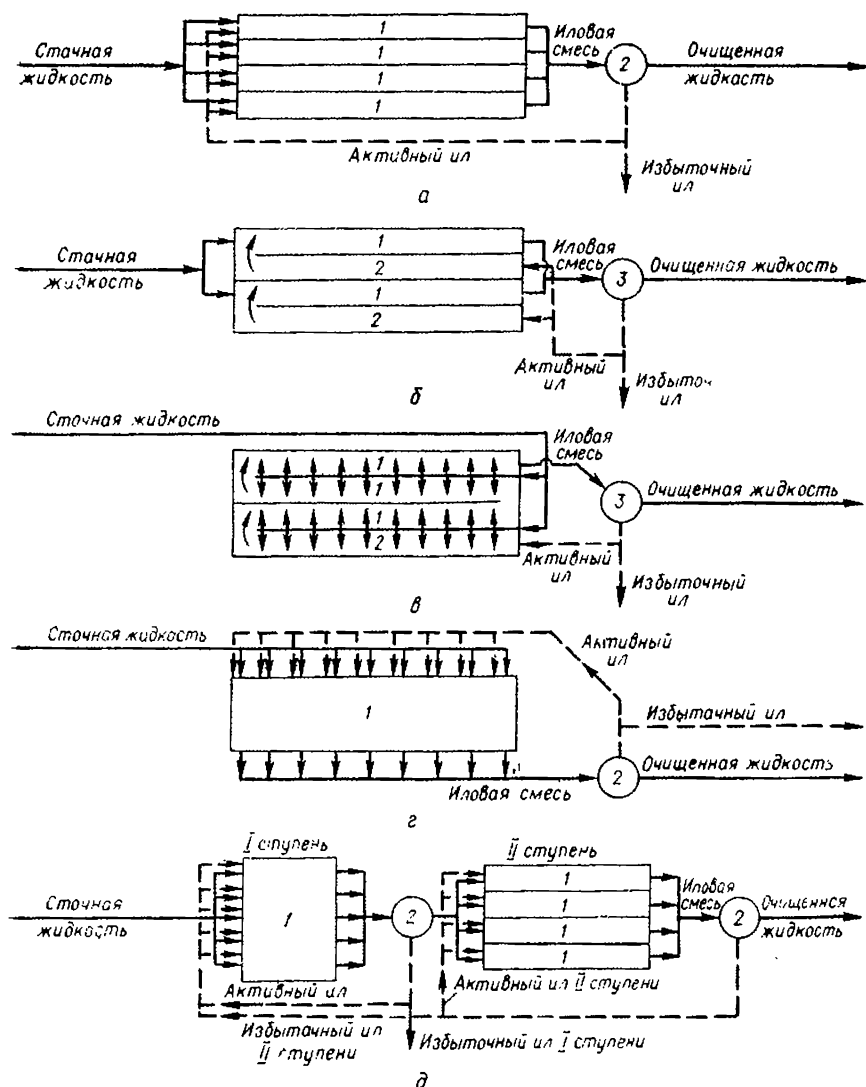 Сточная
жидкость
1
1
1
1
Иловая
смесь
2
Очищенная
жидкость
Активный ил
Избыточный
ил
а
Сточная
жидкость
1
2
1
2
Иловая
смесь
3
Очищенная жидкость
Активный
ил
Избыточ
ил
б
Сточная жидкость
1
1
1
2
Иловая
смесь
3
Очищенная жидкость
Активный
ил
Избыточный
ил
в
Сточная жидкость
1
Активный
ил
Избыточный ил
2
Очищенная жидкость
Иловая смесь
г
I ступень
II ступень
Сточная
жидкость
1
2
1
1
1
1
Иловая
смесь
2
Очищенная
жидкость
Активный ил
Активный ил II ступени
Избыточный ил
II ступени
Избыточный ил I ступени
д